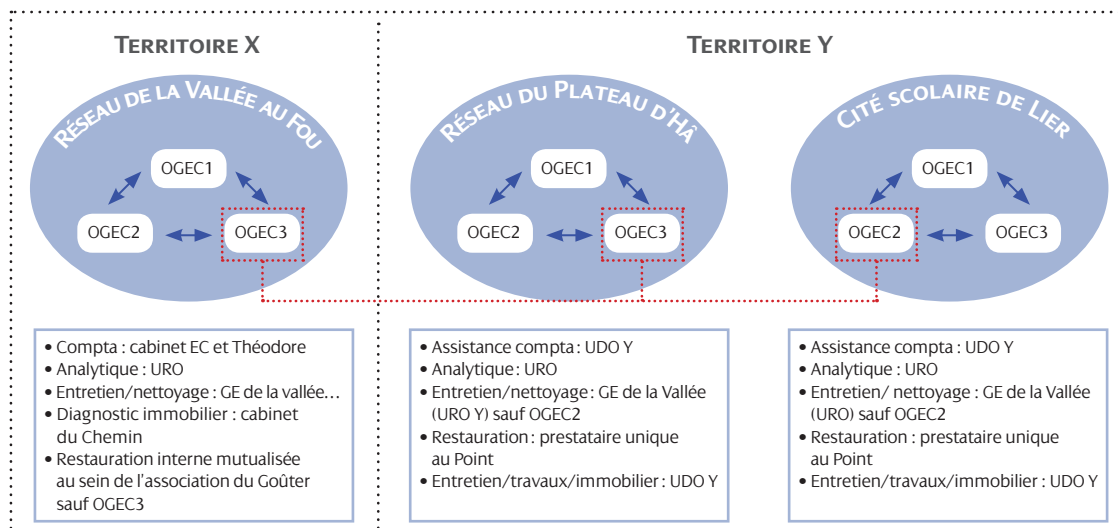 TERRITOIRE X
TERRITOIRE Y
RÉSEAU DE LA VALLÉE AU FOU
OGEC1
OGEC2
OGEC3
RÉSEAU DU PLATEAU D'HÂ
OGEC1
OGEC2
OGEC3
CITÉ SCOLAIRE DE LIER
OGEC1
OGEC2
OGEC3
• Compta : cabinet EC et Théodore
• Analytique : URO
• Entretien/nettoyage : GE de la vallée…
• Diagnostic immobilier : cabinet
du Chemin
• Restauration interne mutualisée
au sein de l'association du Goûter
sauf OGEC3
• Assistance compta : UDO Y
• Analytique : URO
• Entretien/nettoyage: GE de la Vallée
(URO Y) sauf OGEC2
• Restauration : prestataire unique
au Point
• Entretien/travaux/immobilier : UDO Y
• Assistance compta : UDO Y
• Analytique : URO
• Entretien/ nettoyage : GE de la Vallée
(URO) sauf OGEC2
• Restauration : prestataire unique
au Point
• Entretien/travaux/immobilier : UDO Y